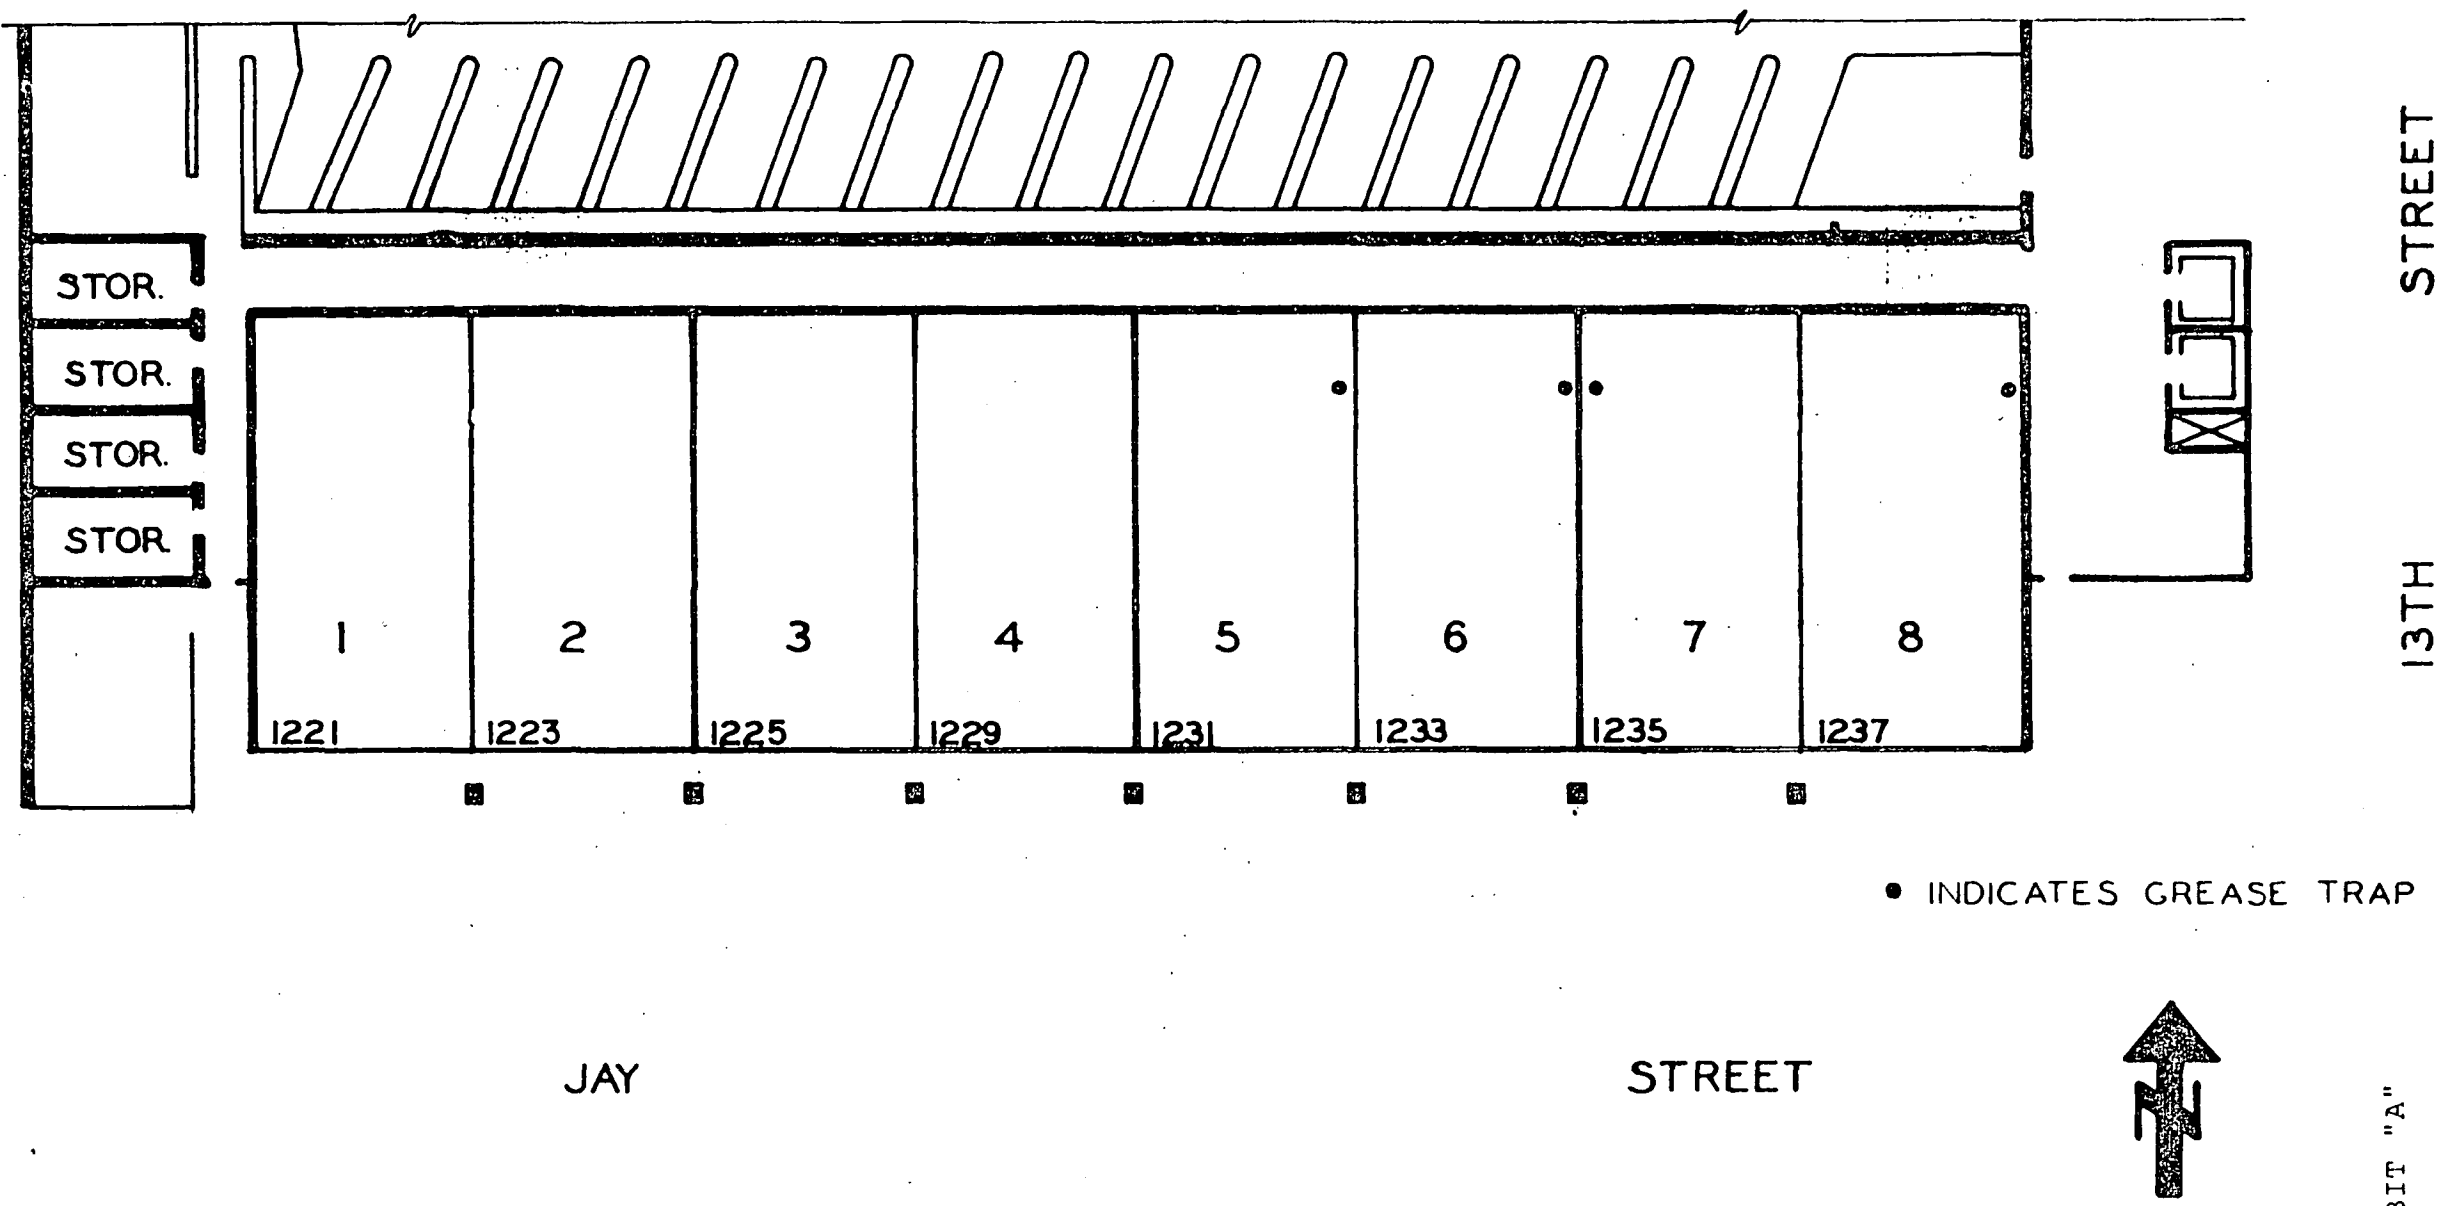 STREET
13TH
STOR.
STOR.
STOR.
STOR.
1 2 3 4 5 6 7 8
1221 1223 1225 1229 1231 1233 1235 1237
● INDICATES GREASE TRAP
JAY STREET
N
"A"